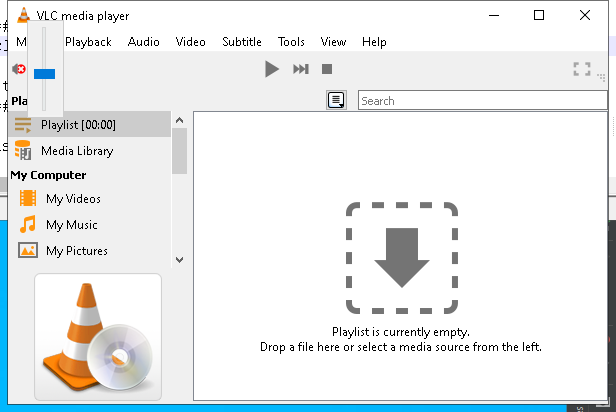 VLC media player
Playback Audio Video Subtitle Tools View Help
Search
Playlist [00:00]
Media Library
My Computer
My Videos
My Music
My Pictures
Playlist is currently empty.
Drop a file here or select a media source from the left.